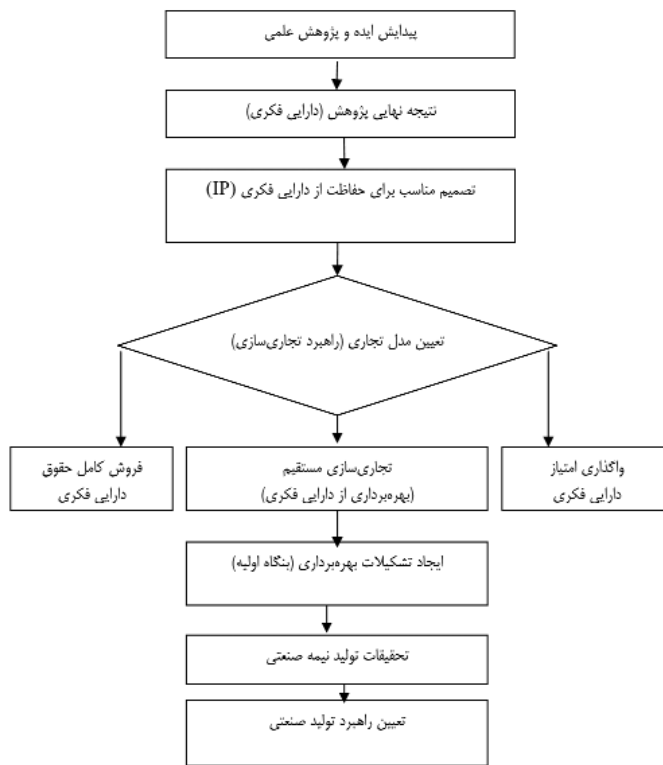 پیدایش ایده و پژوهش علمی
نتیجه نهایی پژوهش (دارایی فکری)
تصمیم مناسب برای حفاظت از دارایی فکری (IP)
تعیین مدل تجاری (راهبرد تجاری‌سازی)
واگذاری امتیاز
دارایی فکری
تجاری‌سازی مستقیم
(بهره‌برداری از دارایی فکری)
فروش کامل حقوق
دارایی فکری
ایجاد تشکیلات بهره‌برداری (بنگاه اولیه)
تحقیقات تولید نیمه صنعتی
تعیین راهبرد تولید صنعتی